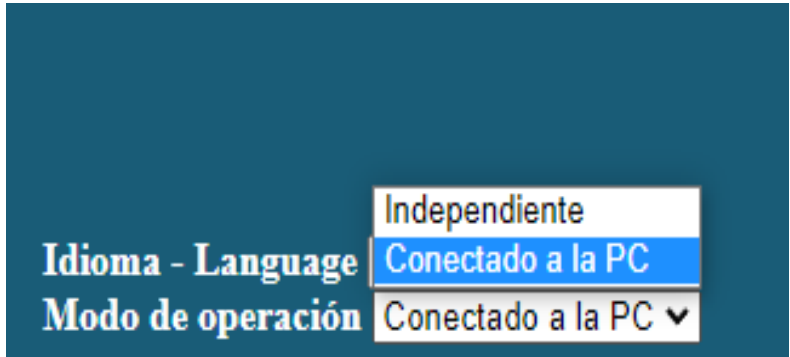 Independiente
Idioma - Language Conectado a la PC
Modo de operación Conectado a la PC